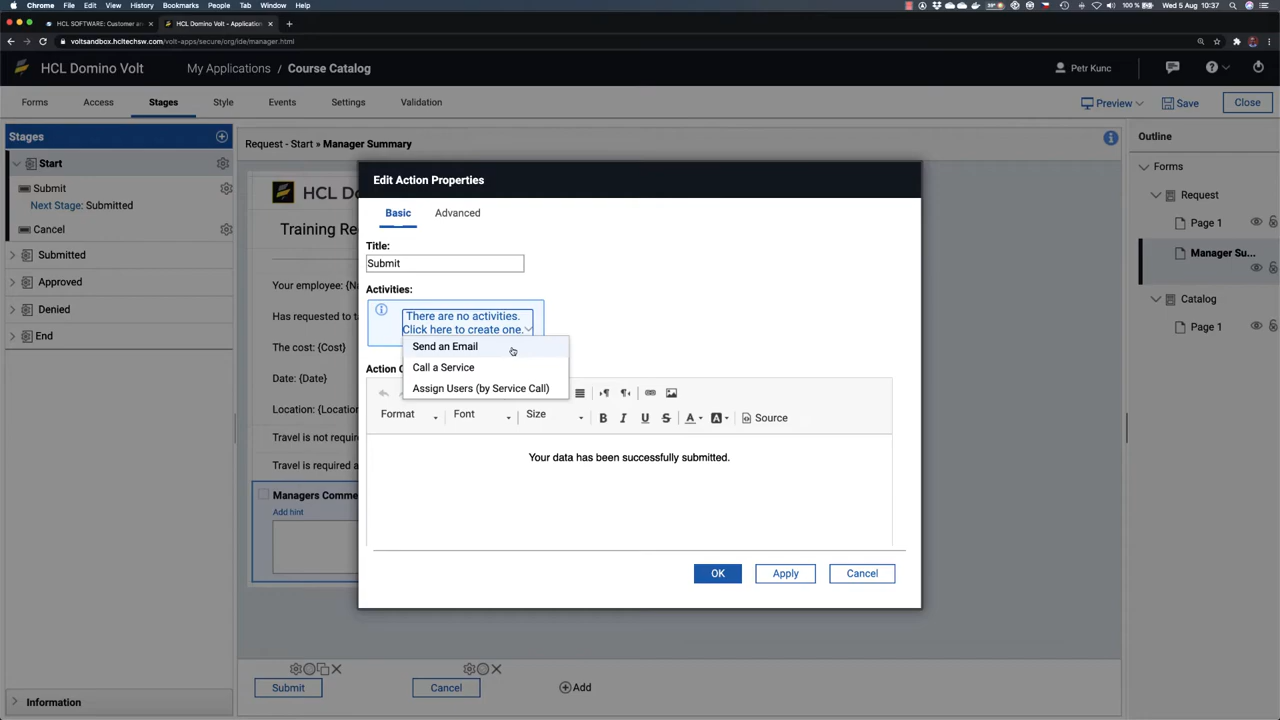 Chrome File Edit View History Bookmarks People Tab Window Help 100 % Wed 5 Aug 10:37
HCL SOFTWARE: Customer an HCL Domino Volt - Application
voltsandbox.hcltechsw.com/volt-apps/secure/org/ide/manager.html
HCL Domino Volt My Applications / Course Catalog Petr Kunc
Forms Access Stages Style Events Settings Validation Preview Save Close
Stages
Start
Submit
Next Stage: Submitted
Cancel
Submitted
Approved
Denied
End
Information
Request - Start » Manager Summary
HCL Do
Training Re
Your employee: {Na
Has requested to ta
The cost: {Cost}
Date: {Date}
Location: {Location
Travel is not require
Travel is required a
Managers Comme
Add hint
Edit Action Properties
Basic Advanced
Title:
Submit
Activities:
There are no activities.
Click here to create one.
Send an Email
Call a Service
Assign Users (by Service Call)
Action C
Format Font Size B I U S A A Source
Your data has been successfully submitted.
OK Apply Cancel
Submit Cancel Add
Outline
Forms
Request
Page 1
Manager Su...
Catalog
Page 1